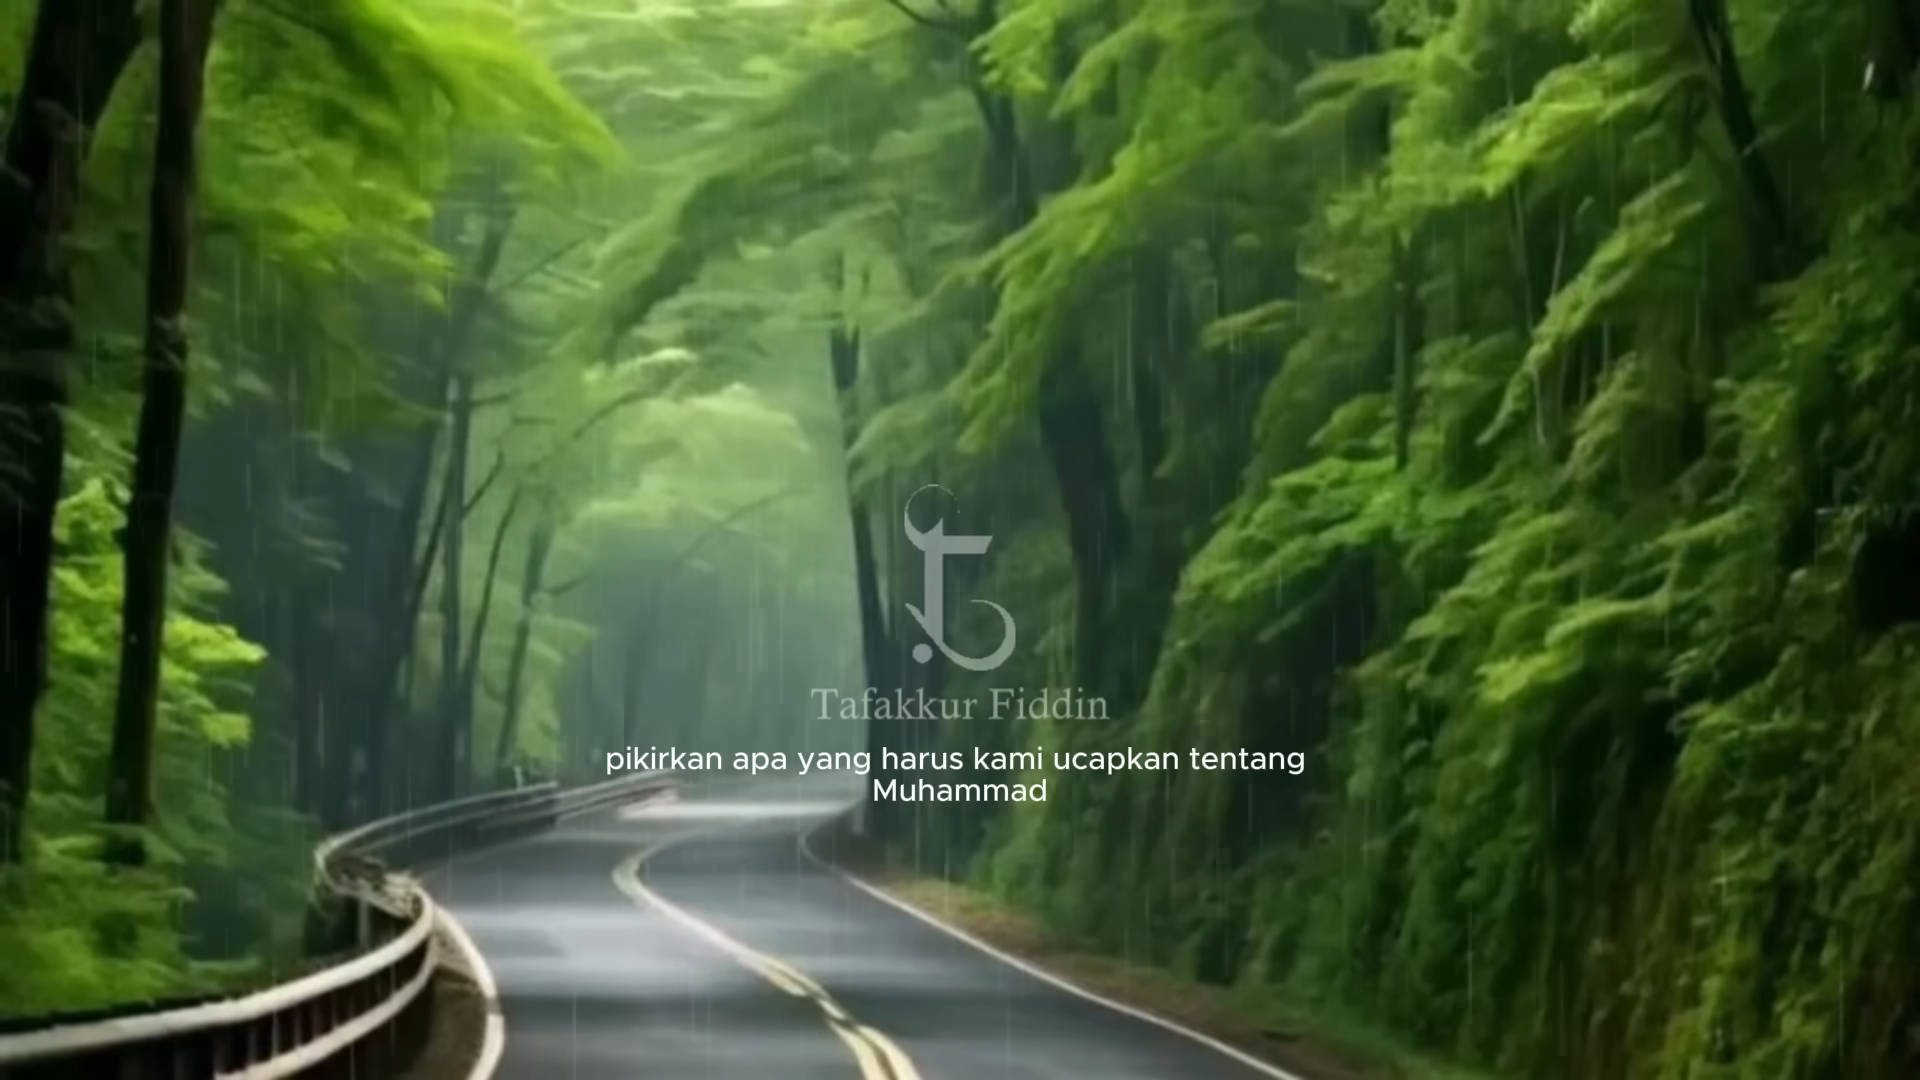 Tafakkur Fiddin
pikirkan apa yang harus kami ucapkan tentang
Muhammad